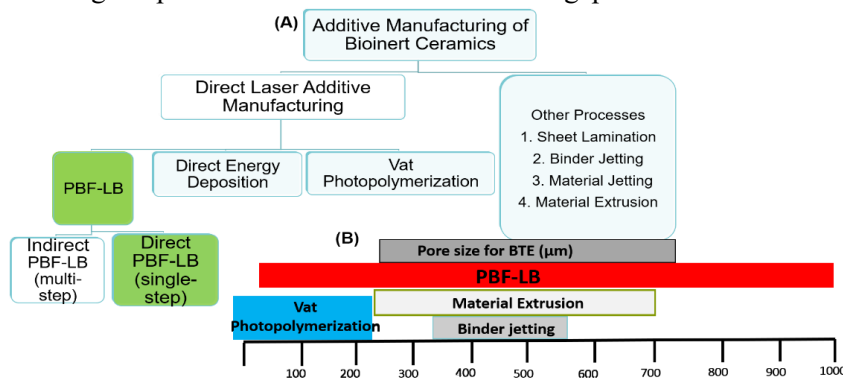 (A)
Additive Manufacturing of
Bioinert Ceramics
Direct Laser Additive
Manufacturing
Other Processes
1. Sheet Lamination
2. Binder Jetting
3. Material Jetting
4. Material Extrusion
PBF-LB
Direct Energy
Deposition
Vat
Photopolymerization
Indirect
PBF-LB
(multi-
step)
Direct
PBF-LB
(single-
step)
(B)
Pore size for BTE (µm)
PBF-LB
Vat
Photopolymerization
Material Extrusion
Binder jetting
100 200 300 400 500 600 700 800 900 1000